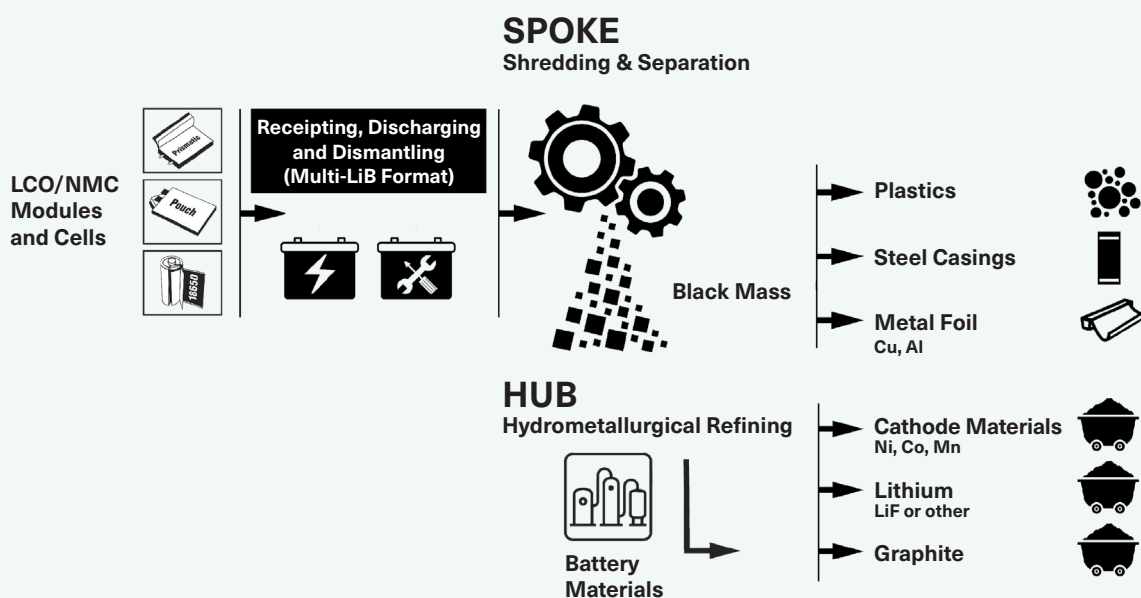 SPOKE
Shredding & Separation
LCO/NMC
Modules
and Cells
Prismatic
Pouch
18650
Receipting, Discharging
and Dismantling
(Multi-LiB Format)
Black Mass
Plastics
Steel Casings
Metal Foil
Cu, Al
HUB
Hydrometallurgical Refining
Battery
Materials
Cathode Materials
Ni, Co, Mn
Lithium
LiF or other
Graphite